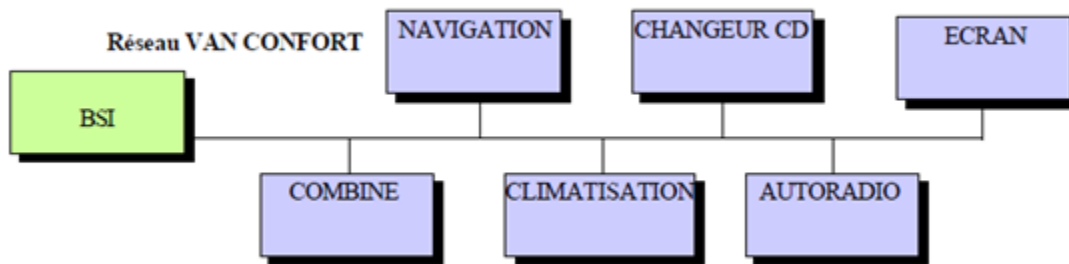 Réseau VAN CONFORT
NAVIGATION
CHANGEUR CD
ECRAN
BSI
COMBINE
CLIMATISATION
AUTORADIO